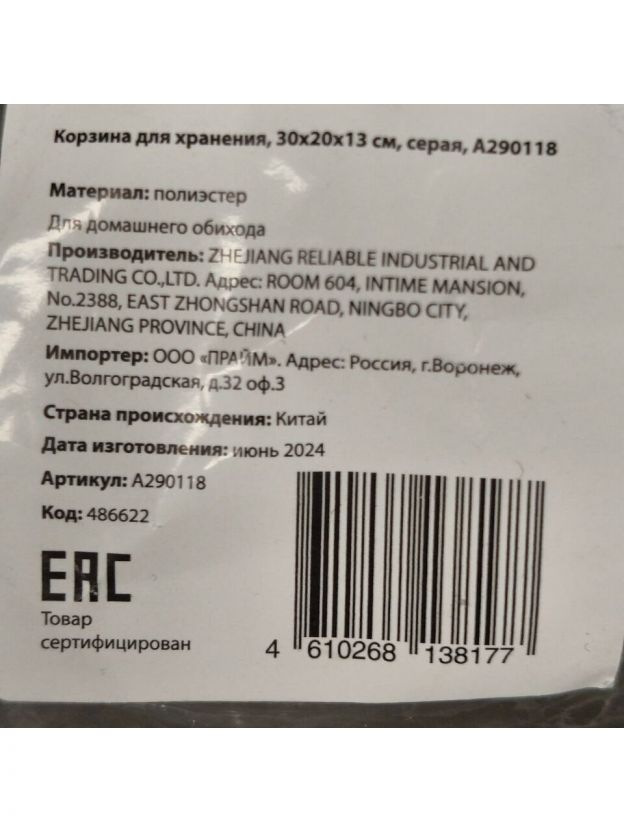 Корзина для хранения, 30х20х13 см, серая, А290118
Материал: полиэстер
Для домашнего обихода
Производитель: ZHEJIANG RELIABLE INDUSTRIAL AND
TRADING CO.,LTD. Адрес: ROOM 604, INTIME MANSION,
No.2388, EAST ZHONGSHAN ROAD, NINGBO CITY,
ZHEJIANG PROVINCE, CHINA
Импортер: ООО «ПРАЙМ». Адрес: Россия, г.Воронеж,
ул.Волгоградская, д.32 оф.3
Страна происхождения: Китай
Дата изготовления: июнь 2024
Артикул: А290118
Код: 486622
EAC
Товар
сертифицирован
4 610268 138177